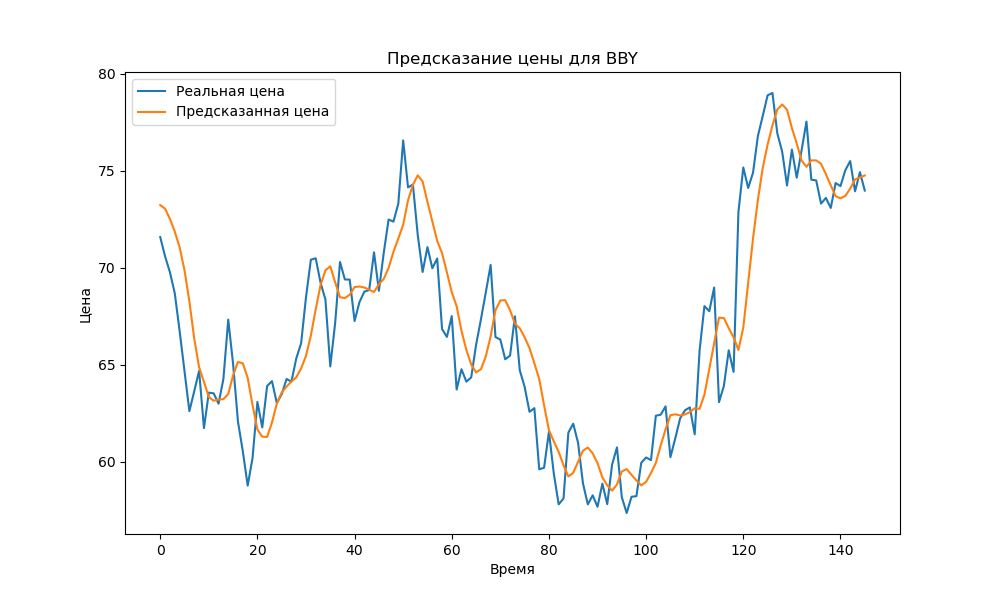 Предсказание цены для BBY
Реальная цена
Предсказанная цена
Цена
80
75
70
65
60
0 20 40 60 80 100 120 140
Время